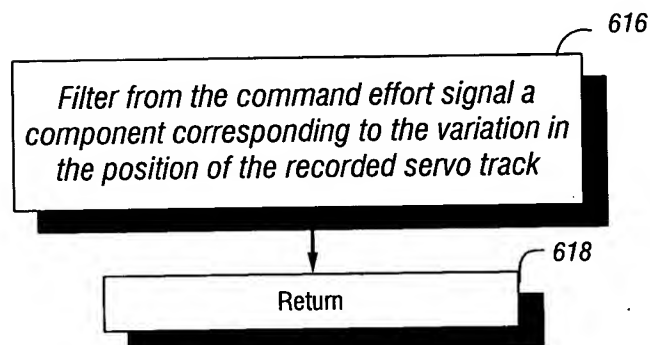 616
Filter from the command effort signal a
component corresponding to the variation in
the position of the recorded servo track
618
Return